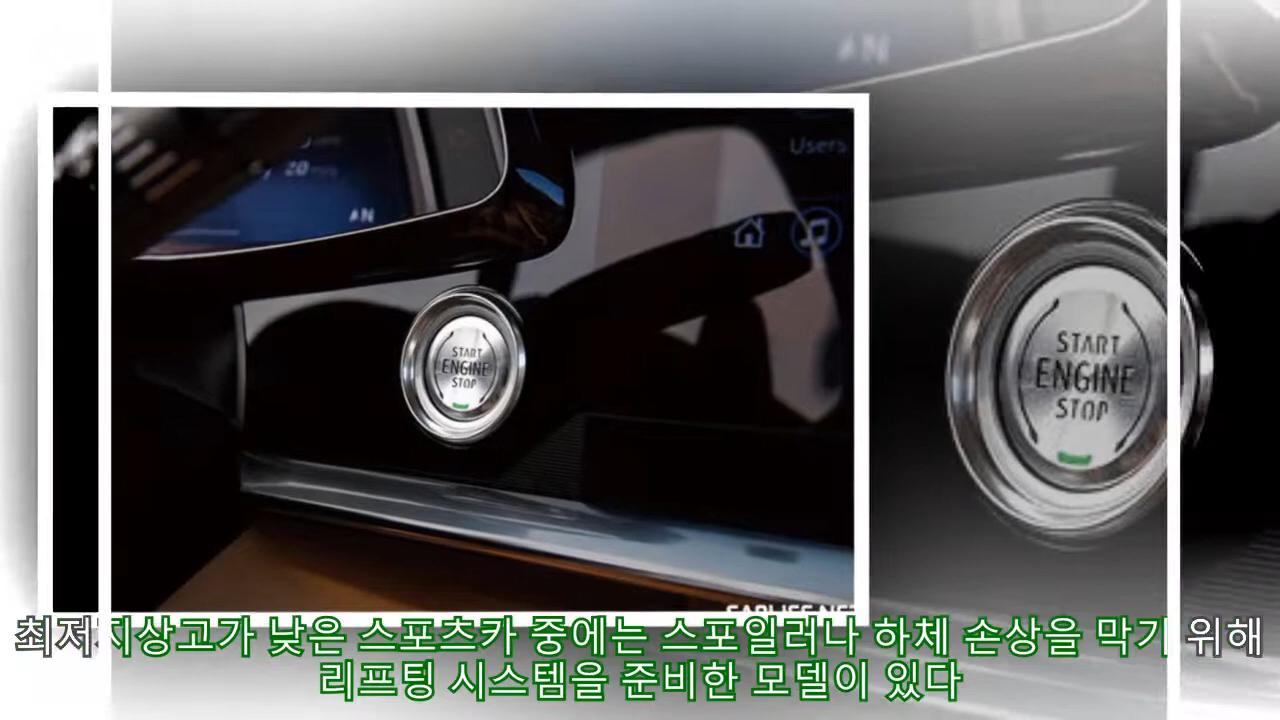 N
Users
20
N
START
ENGINE
STOP
START
ENGINE
STOP
최저지상고가 낮은 스포츠카 중에는 스포일러나 하체 손상을 막기 위해
리프팅 시스템을 준비한 모델이 있다